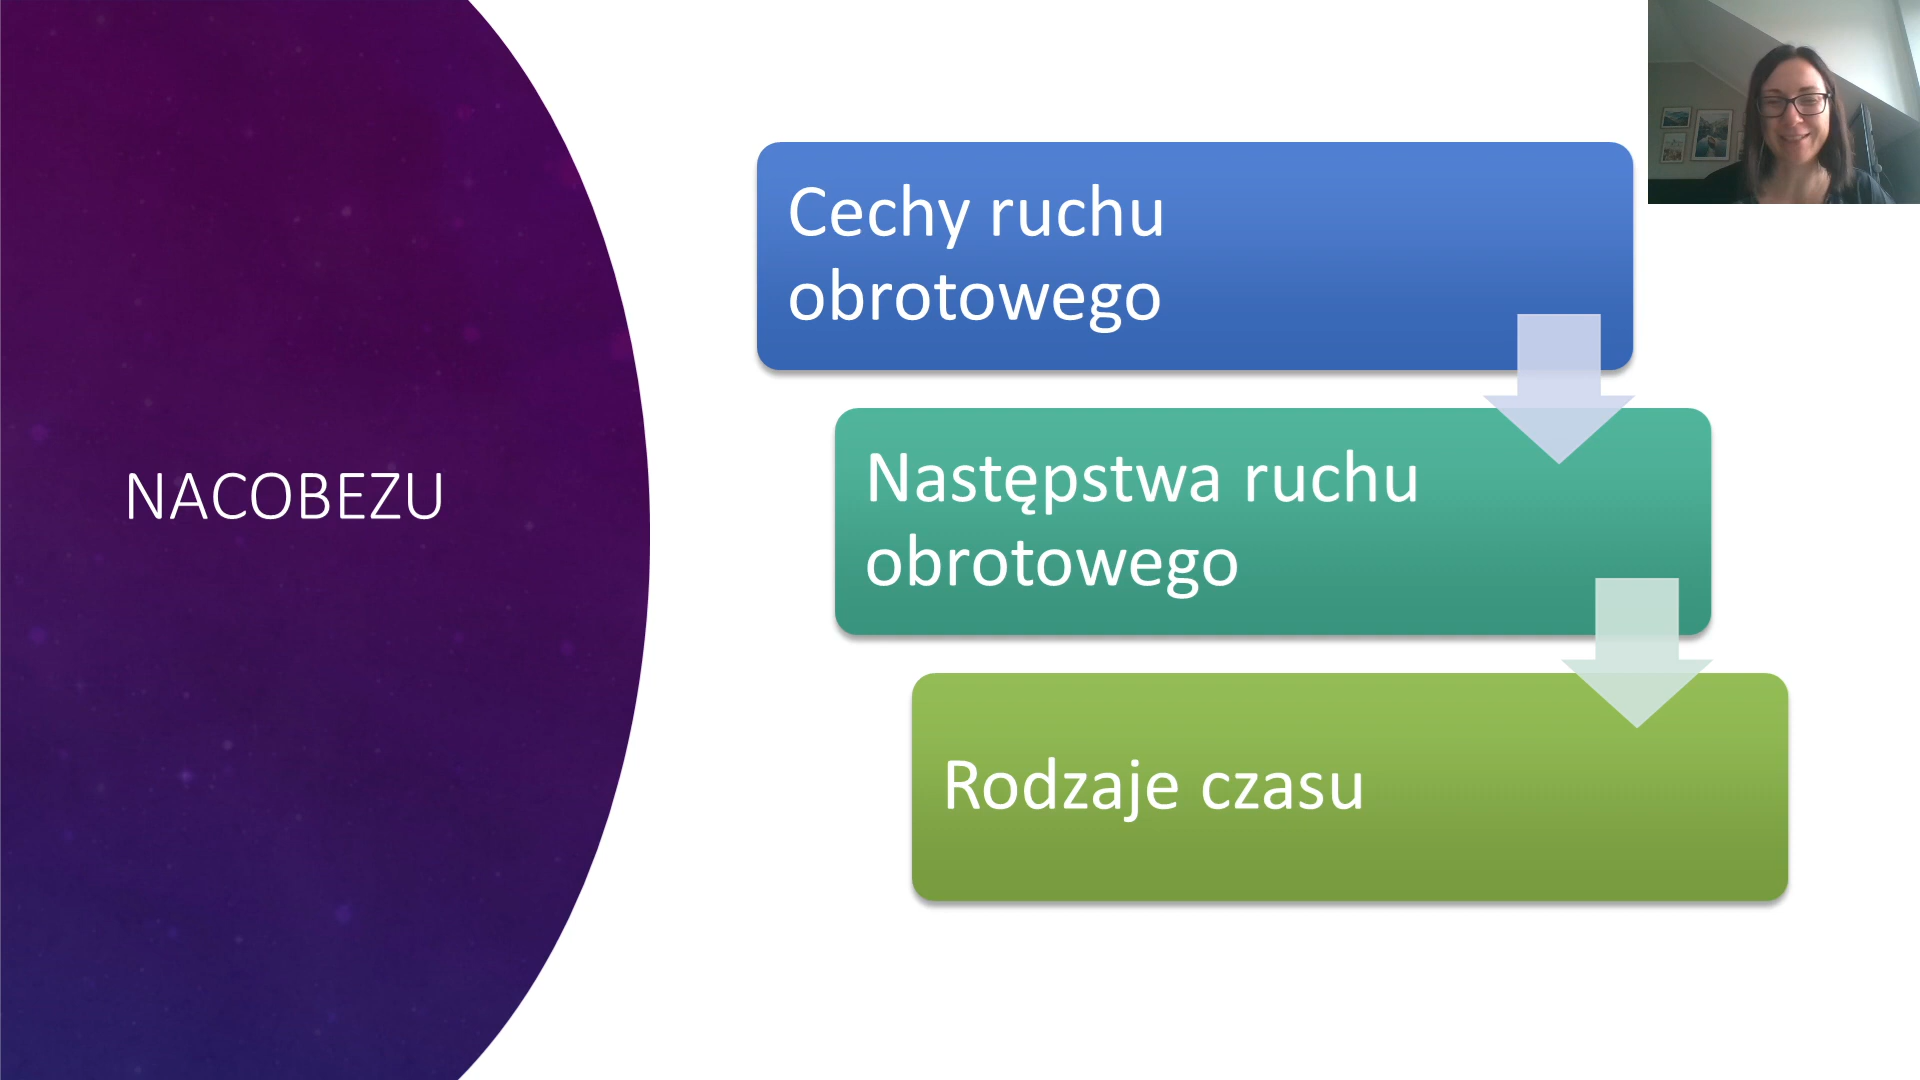 NACOBEZU
Cechy ruchu
obrotowego
Następstwa ruchu
obrotowego
Rodzaje czasu